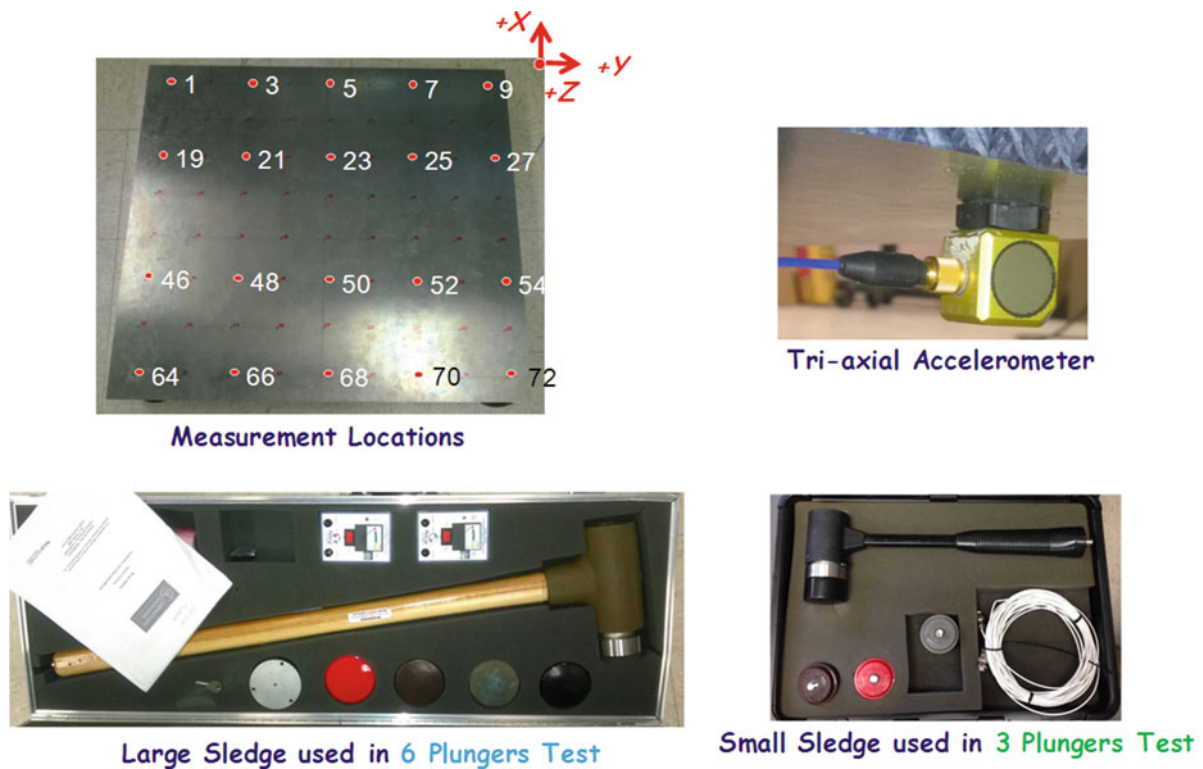 +X
+Y
+Z
1 3 5 7 9
19 21 23 25 27
46 48 50 52 54
64 66 68 70 72
Measurement Locations
Tri-axial Accelerometer
Large Sledge used in 6 Plungers Test
Small Sledge used in 3 Plungers Test